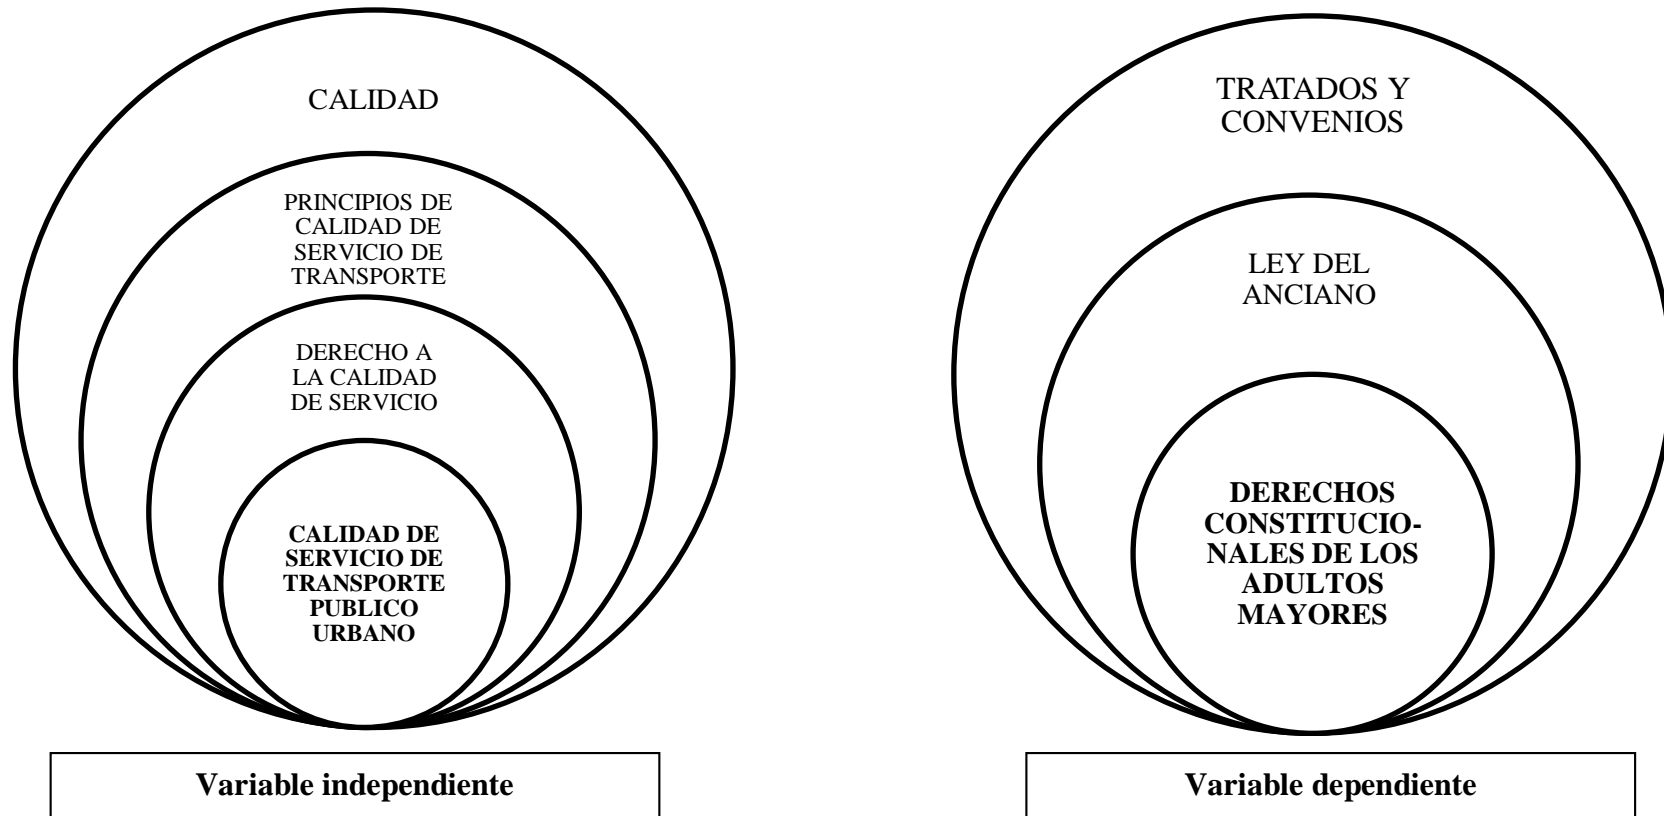 CALIDAD
PRINCIPIOS DE
CALIDAD DE
SERVICIO DE
TRANSPORTE
DERECHO A
LA CALIDAD
DE SERVICIO
CALIDAD DE
SERVICIO DE
TRANSPORTE
PUBLICO
URBANO
Variable independiente
TRATADOS Y
CONVENIOS
LEY DEL
ANCIANO
DERECHOS
CONSTITUCIO-
NALES DE LOS
ADULTOS
MAYORES
Variable dependiente